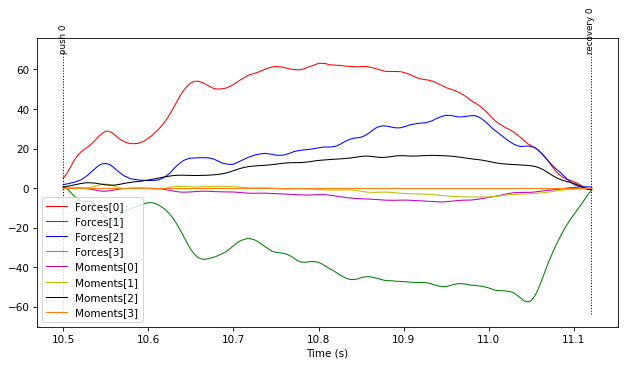 push 0
recovery 0
60
40
20
0
−20
−40
−60
Forces[0]
Forces[1]
Forces[2]
Forces[3]
Moments[0]
Moments[1]
Moments[2]
Moments[3]
10.5 10.6 10.7 10.8 10.9 11.0 11.1
Time (s)